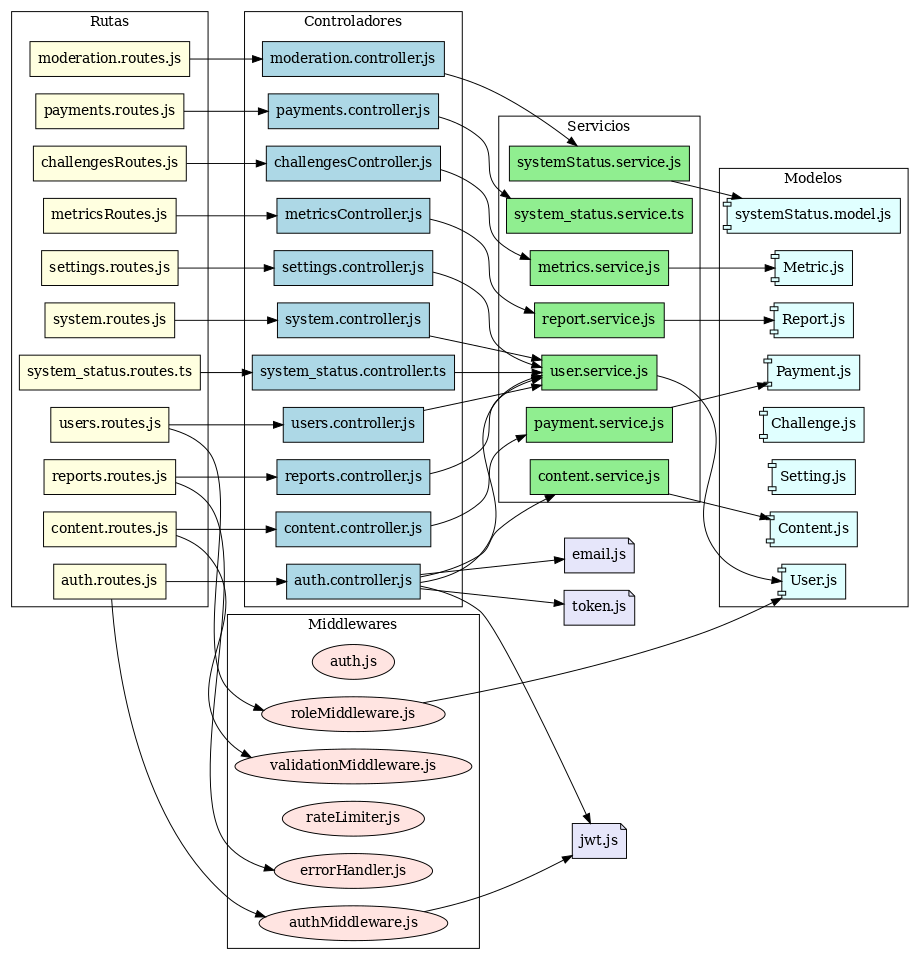 Rutas
moderation.routes.js
payments.routes.js
challengesRoutes.js
metricsRoutes.js
settings.routes.js
system.routes.js
system_status.routes.ts
users.routes.js
reports.routes.js
content.routes.js
auth.routes.js
Controladores
moderation.controller.js
payments.controller.js
challengesController.js
metricsController.js
settings.controller.js
system.controller.js
system_status.controller.ts
users.controller.js
reports.controller.js
content.controller.js
auth.controller.js
Servicios
systemStatus.service.js
system_status.service.ts
metrics.service.js
report.service.js
user.service.js
payment.service.js
content.service.js
email.js
token.js
Modelos
systemStatus.model.js
Metric.js
Report.js
Payment.js
Challenge.js
Setting.js
Content.js
User.js
Middlewares
auth.js
roleMiddleware.js
validationMiddleware.js
rateLimiter.js
errorHandler.js
authMiddleware.js
jwt.js